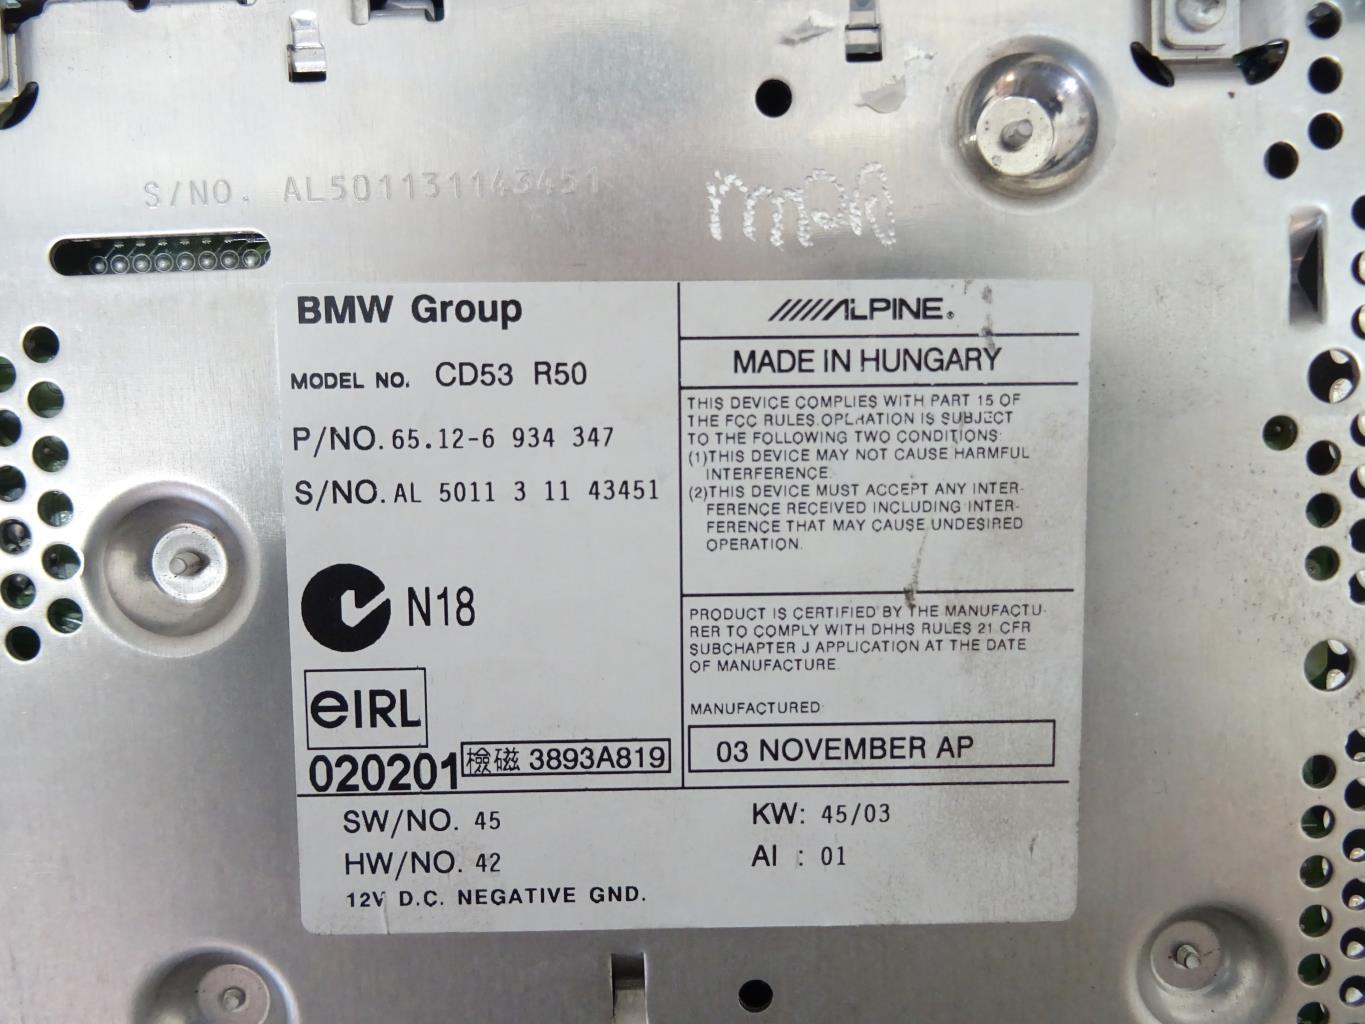 S/NO. AL501131143451
BMW Group
MODEL NO. CD53 R50
P/NO. 65.12-6 934 347
S/NO. AL 5011 3 11 43451
N18
eIRL
020201
檢磁 3893A819
ALPINE®
MADE IN HUNGARY
THIS DEVICE COMPLIES WITH PART 15 OF
THE FCC RULES. OPERATION IS SUBJECT
TO THE FOLLOWING TWO CONDITIONS:
(1)THIS DEVICE MAY NOT CAUSE HARMFUL
INTERFERENCE.
(2)THIS DEVICE MUST ACCEPT ANY INTER-
FERENCE RECEIVED INCLUDING INTER-
FERENCE THAT MAY CAUSE UNDESIRED
OPERATION.
PRODUCT IS CERTIFIED BY THE MANUFACTU-
RER TO COMPLY WITH DHHS RULES 21 CFR
SUBCHAPTER J APPLICATION AT THE DATE
OF MANUFACTURE.
MANUFACTURED:
03 NOVEMBER AP
SW/NO. 45
HW/NO. 42
12V D.C. NEGATIVE GND.
KW: 45/03
AI : 01